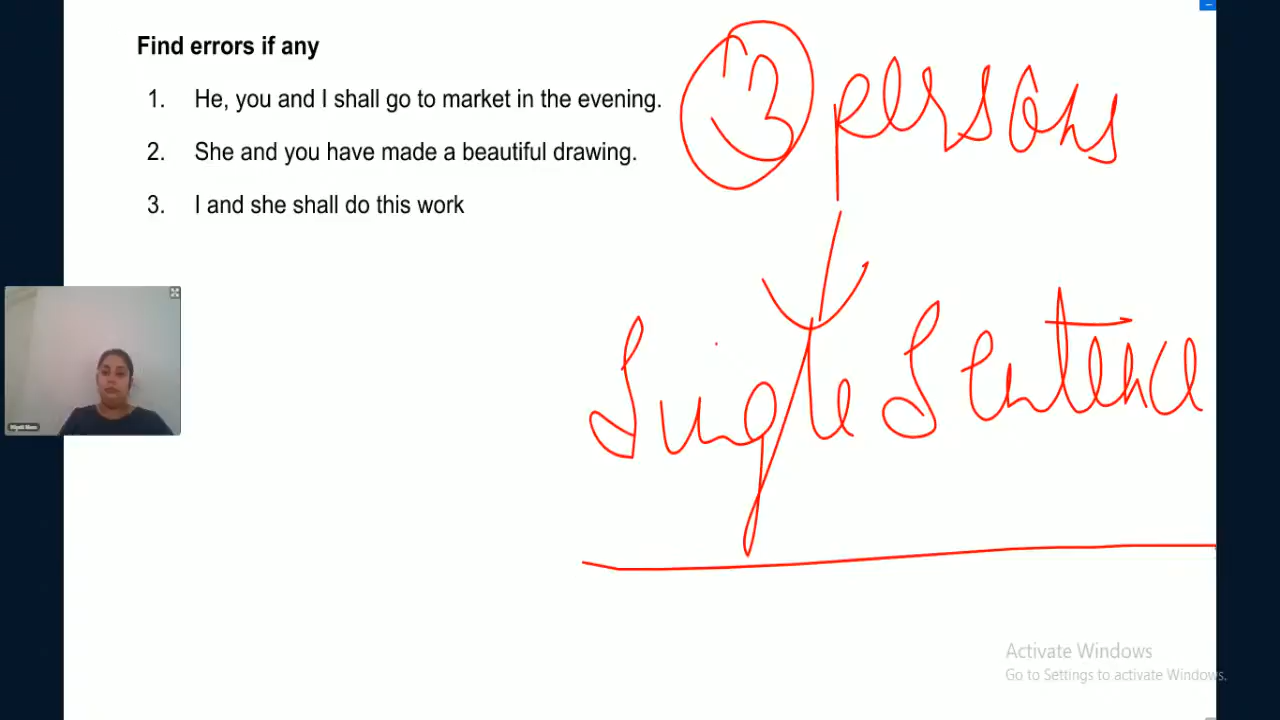 Find errors if any
1. He, you and I shall go to market in the evening.
2. She and you have made a beautiful drawing.
3. I and she shall do this work
3 persons
Single Sentence
Activate Windows
Go to Settings to activate Windows.